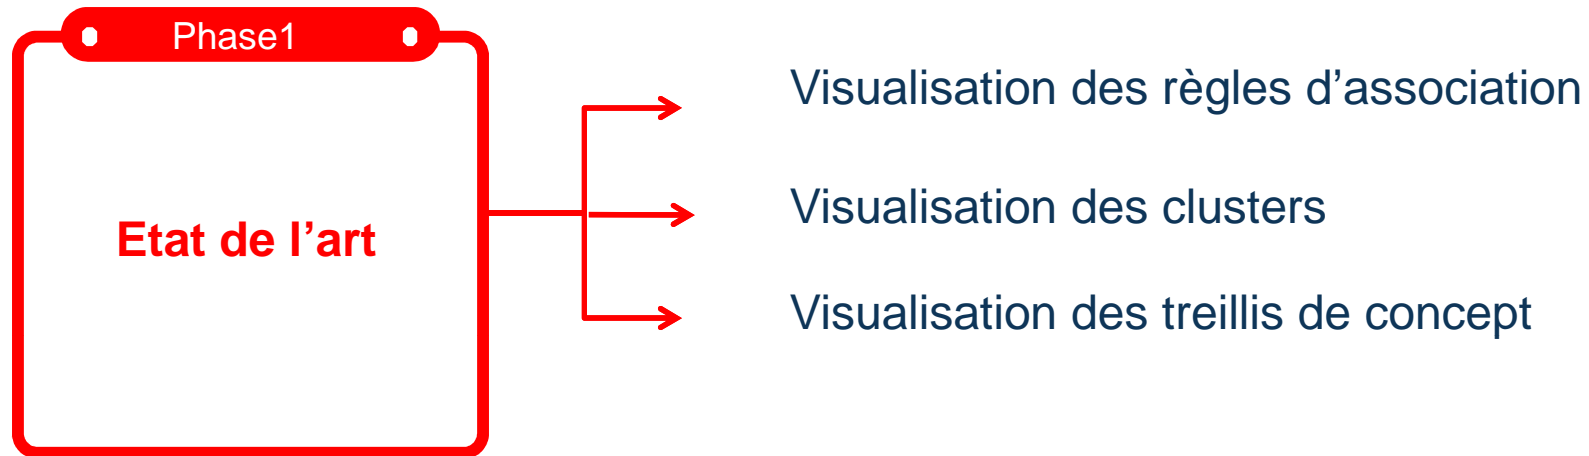 Phase1
Visualisation des règles d’association
Visualisation des clusters
Etat de l’art
Visualisation des treillis de concept